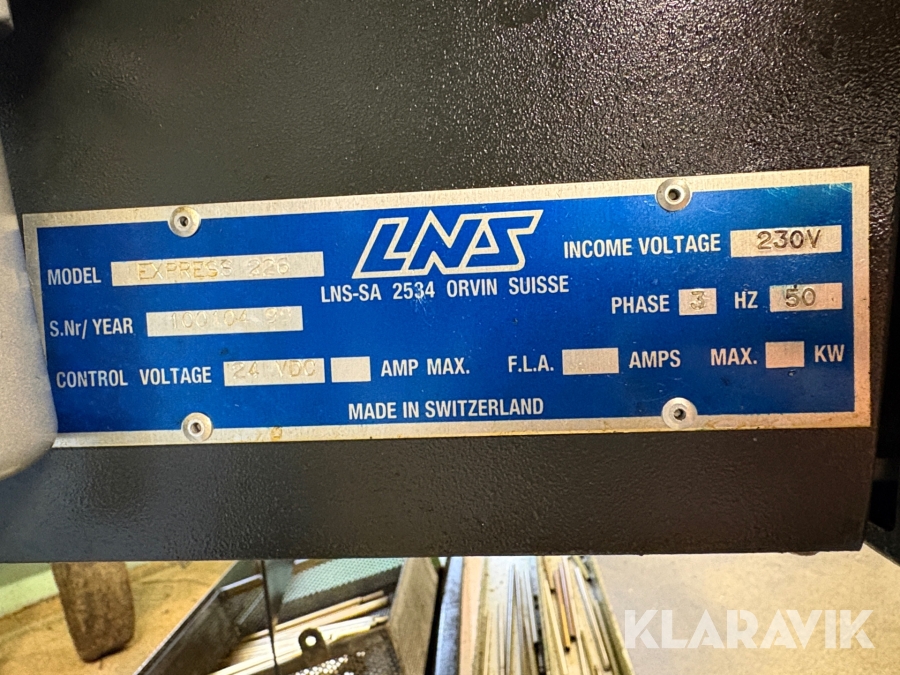 LNS
LNS-SA 2534 ORVIN SUISSE
MODEL EXPRESS
S.Nr/ YEAR 100104
CONTROL VOLTAGE 24 VDC AMP MAX.
INCOME VOLTAGE 230V
PHASE 3 HZ 50
F.L.A. AMPS MAX. KW
MADE IN SWITZERLAND
KLARAVIK